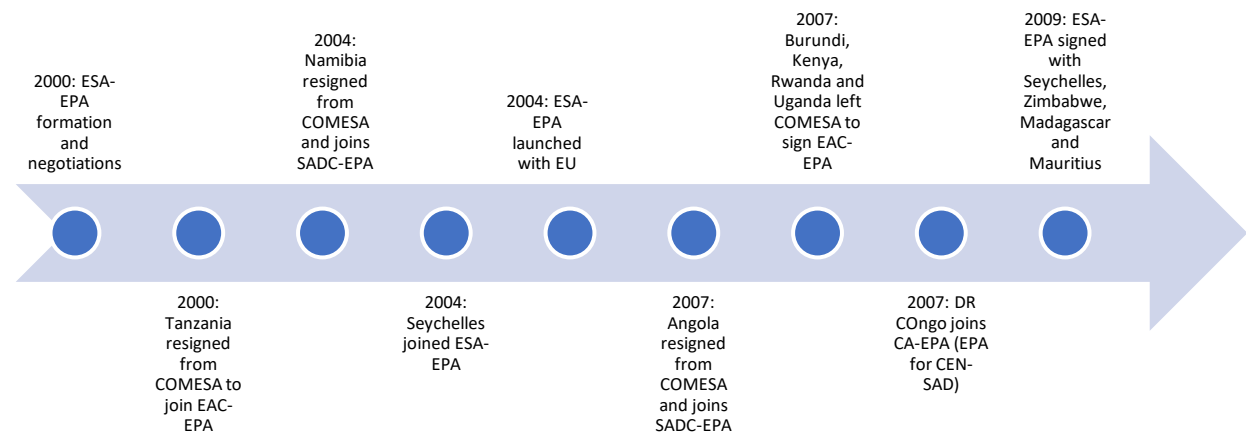 2000: ESA-
EPA
formation
and
negotiations
2000:
Tanzania
resigned
from
COMESA to
join EAC-
EPA
2004:
Namibia
resigned
from
COMESA
and joins
SADC-EPA
2004:
Seychelles
joined ESA-
EPA
2004: ESA-
EPA
launched
with EU
2007:
Angola
resigned
from
COMESA
and joins
SADC-EPA
2007:
Burundi,
Kenya,
Rwanda and
Uganda left
COMESA to
sign EAC-
EPA
2007: DR
COngo joins
CA-EPA (EPA
for CEN-
SAD)
2009: ESA-
EPA signed
with
Seychelles,
Zimbabwe,
Madagascar
and
Mauritius